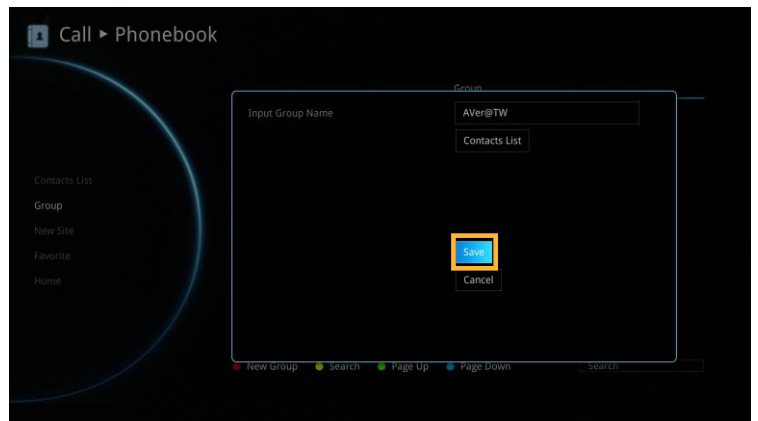 Call ► Phonebook
Group
Input Group Name
AVer@TW
Contacts List
Contacts List
Group
New Site
Favorite
Home
Save
Cancel
New Group Search Page Up Page Down Search